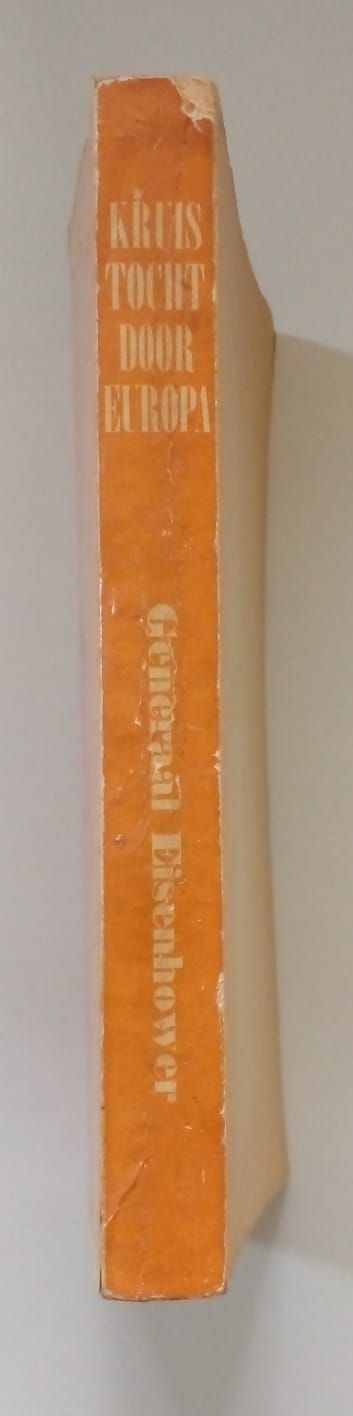 KRUIS
TOCHT
DOOR
EUROPA
Generaal Eisenhower